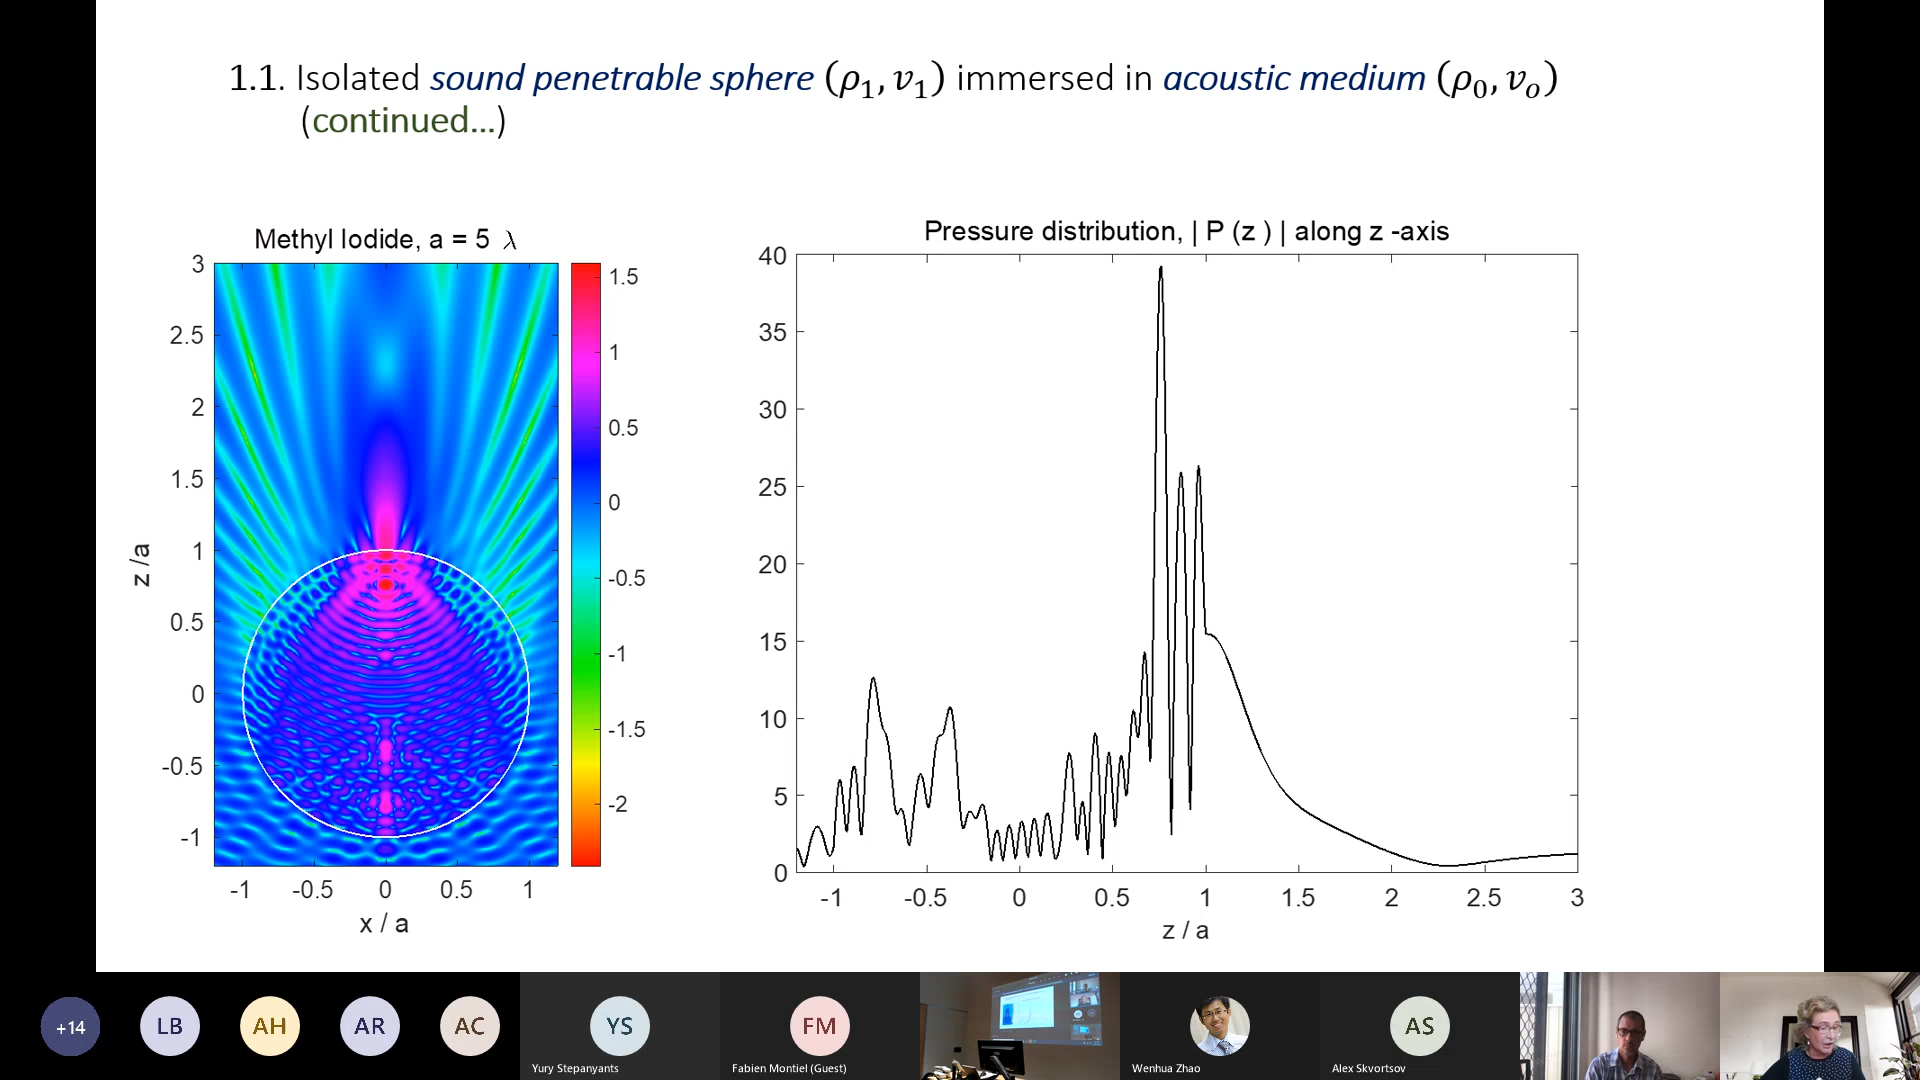 1.1. Isolated sound penetrable sphere (ρ₁, v₁) immersed in acoustic medium (ρ₀, vₒ)
(continued...)
Methyl Iodide, a = 5 λ
3
2.5
2
1.5
1
0.5
0
-0.5
-1
z /a
-1 -0.5 0 0.5 1
x / a
1.5
1
0.5
0
-0.5
-1
-1.5
-2
Pressure distribution, | P (z ) | along z -axis
40
35
30
25
20
15
10
5
0
-1 -0.5 0 0.5 1 1.5 2 2.5 3
z / a
+14 LB AH AR AC YS FM AS
Yury Stepanyants Fabien Montiel (Guest) Wenhua Zhao Alex Skvortsov